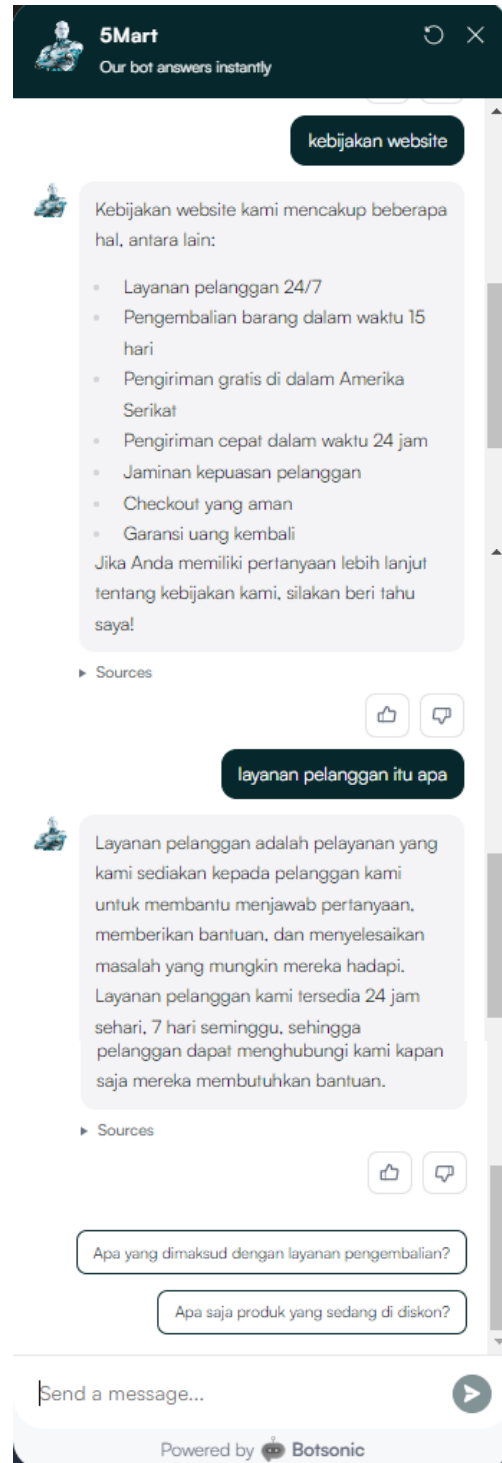 5Mart
Our bot answers instantly
kebijakan website
Kebijakan website kami mencakup beberapa
hal, antara lain:
Layanan pelanggan 24/7
Pengembalian barang dalam waktu 15
hari
Pengiriman gratis di dalam Amerika
Serikat
Pengiriman cepat dalam waktu 24 jam
Jaminan kepuasan pelanggan
Checkout yang aman
Garansi uang kembali
Jika Anda memiliki pertanyaan lebih lanjut
tentang kebijakan kami, silakan beri tahu
saya!
Sources
layanan pelanggan itu apa
Layanan pelanggan adalah pelayanan yang
kami sediakan kepada pelanggan kami
untuk membantu menjawab pertanyaan,
memberikan bantuan, dan menyelesaikan
masalah yang mungkin mereka hadapi.
Layanan pelanggan kami tersedia 24 jam
sehari, 7 hari seminggu, sehingga
pelanggan dapat menghubungi kami kapan
saja mereka membutuhkan bantuan.
Sources
Apa yang dimaksud dengan layanan pengembalian?
Apa saja produk yang sedang di diskon?
Send a message...
Powered by Botsonic